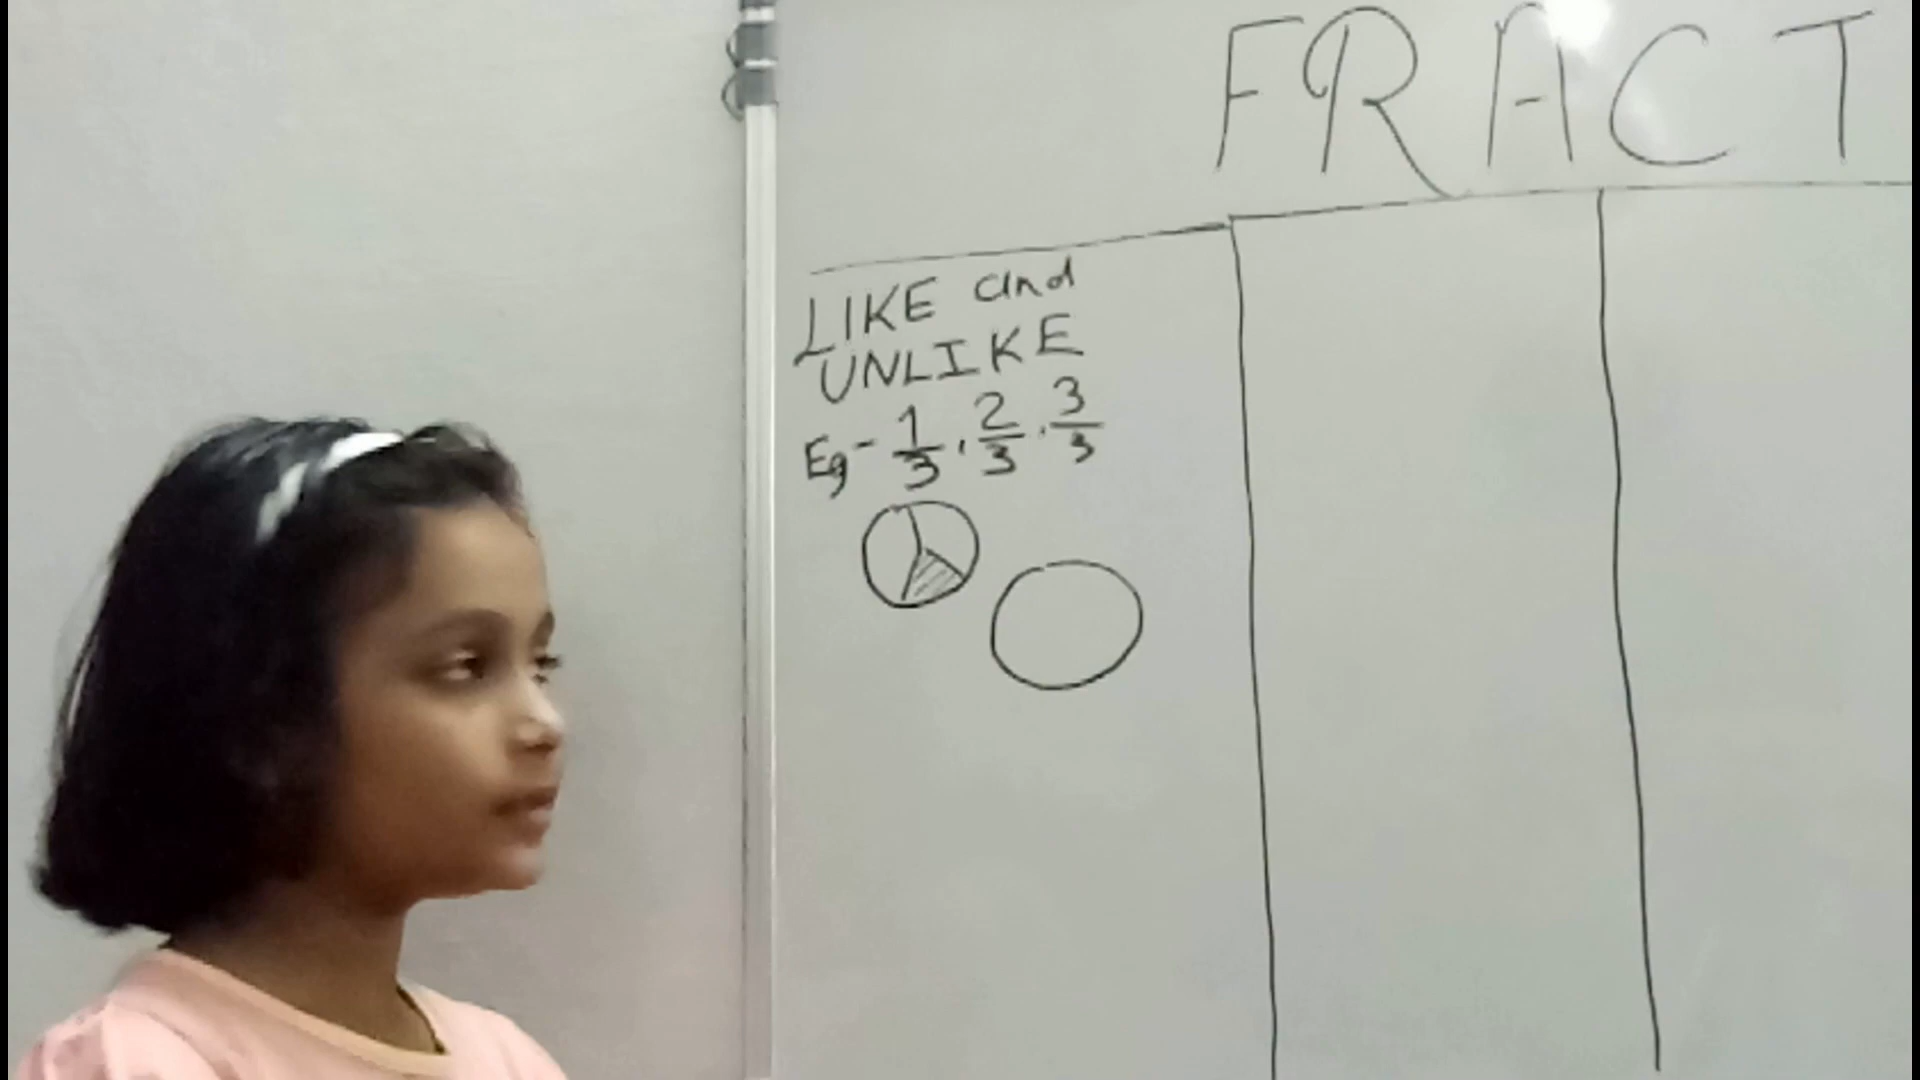 FRACT
LIKE and
UNLIKE
Eg- 1/3, 2/3, 3/3